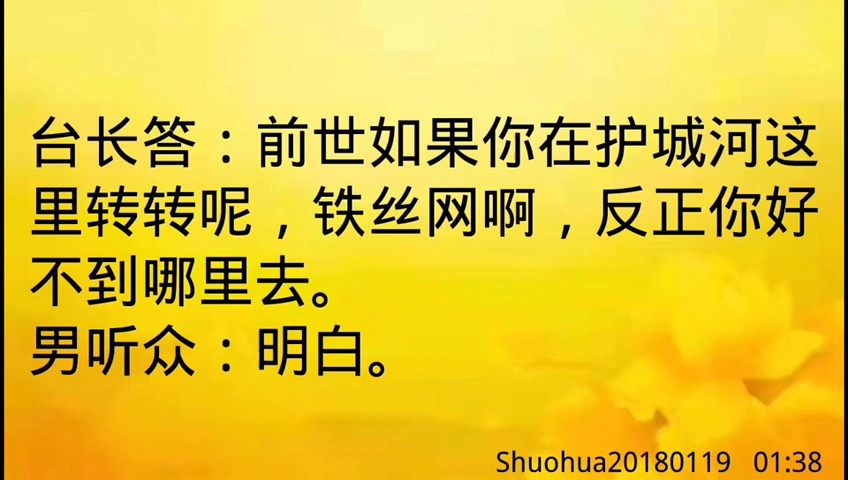 台长答：前世如果你在护城河这
里转转呢，铁丝网啊，反正你好
不到哪里去。
男听众：明白。
Shuohua20180119 01:38